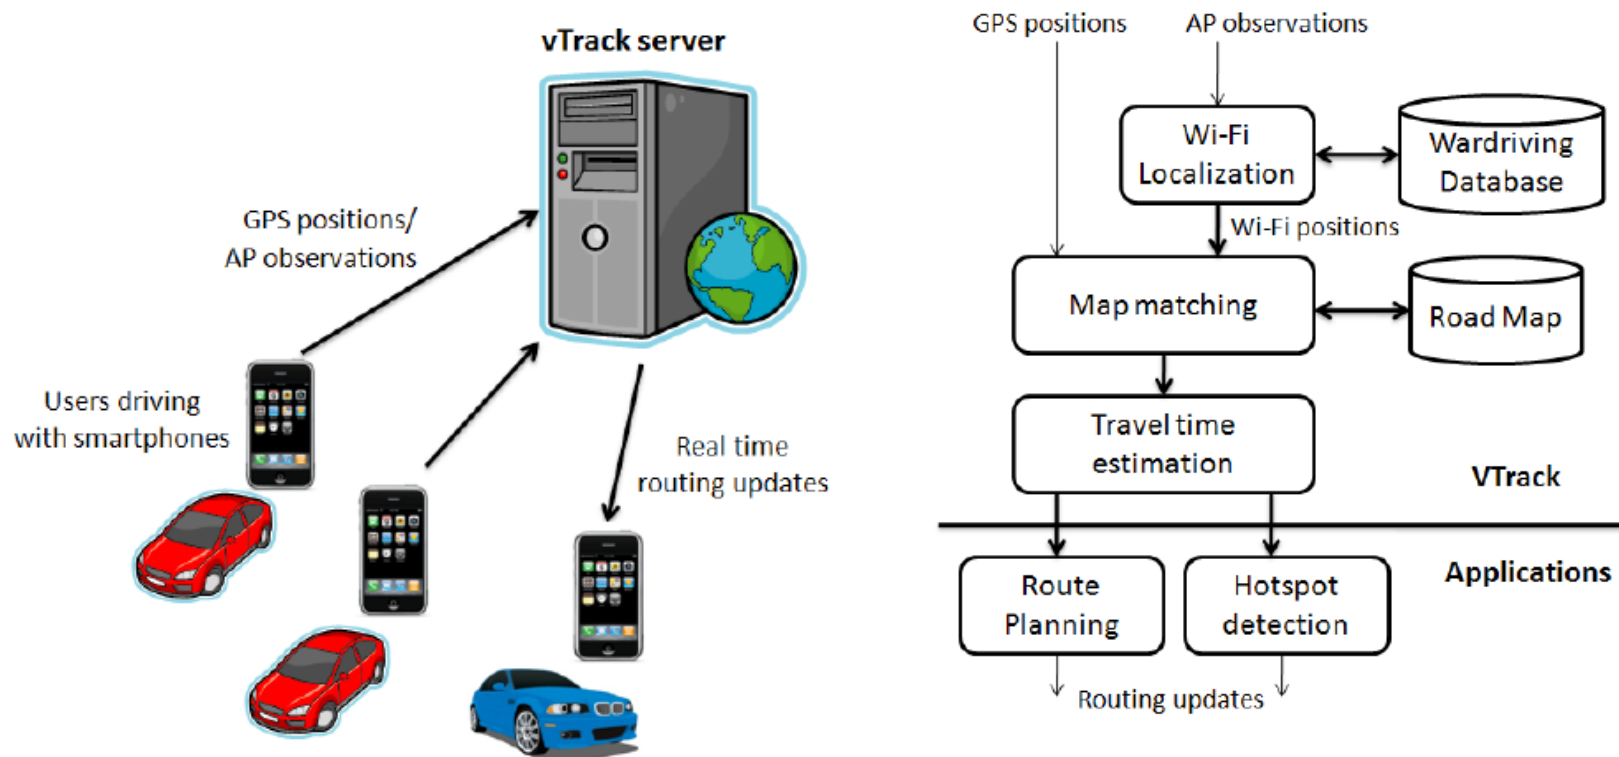 vTrack server
GPS positions/
AP observations
Users driving
with smartphones
Real time
routing updates
GPS positions
AP observations
Wi-Fi
Localization
Wardriving
Database
Wi-Fi positions
Map matching
Road Map
Travel time
estimation
VTrack
Applications
Route
Planning
Hotspot
detection
Routing updates